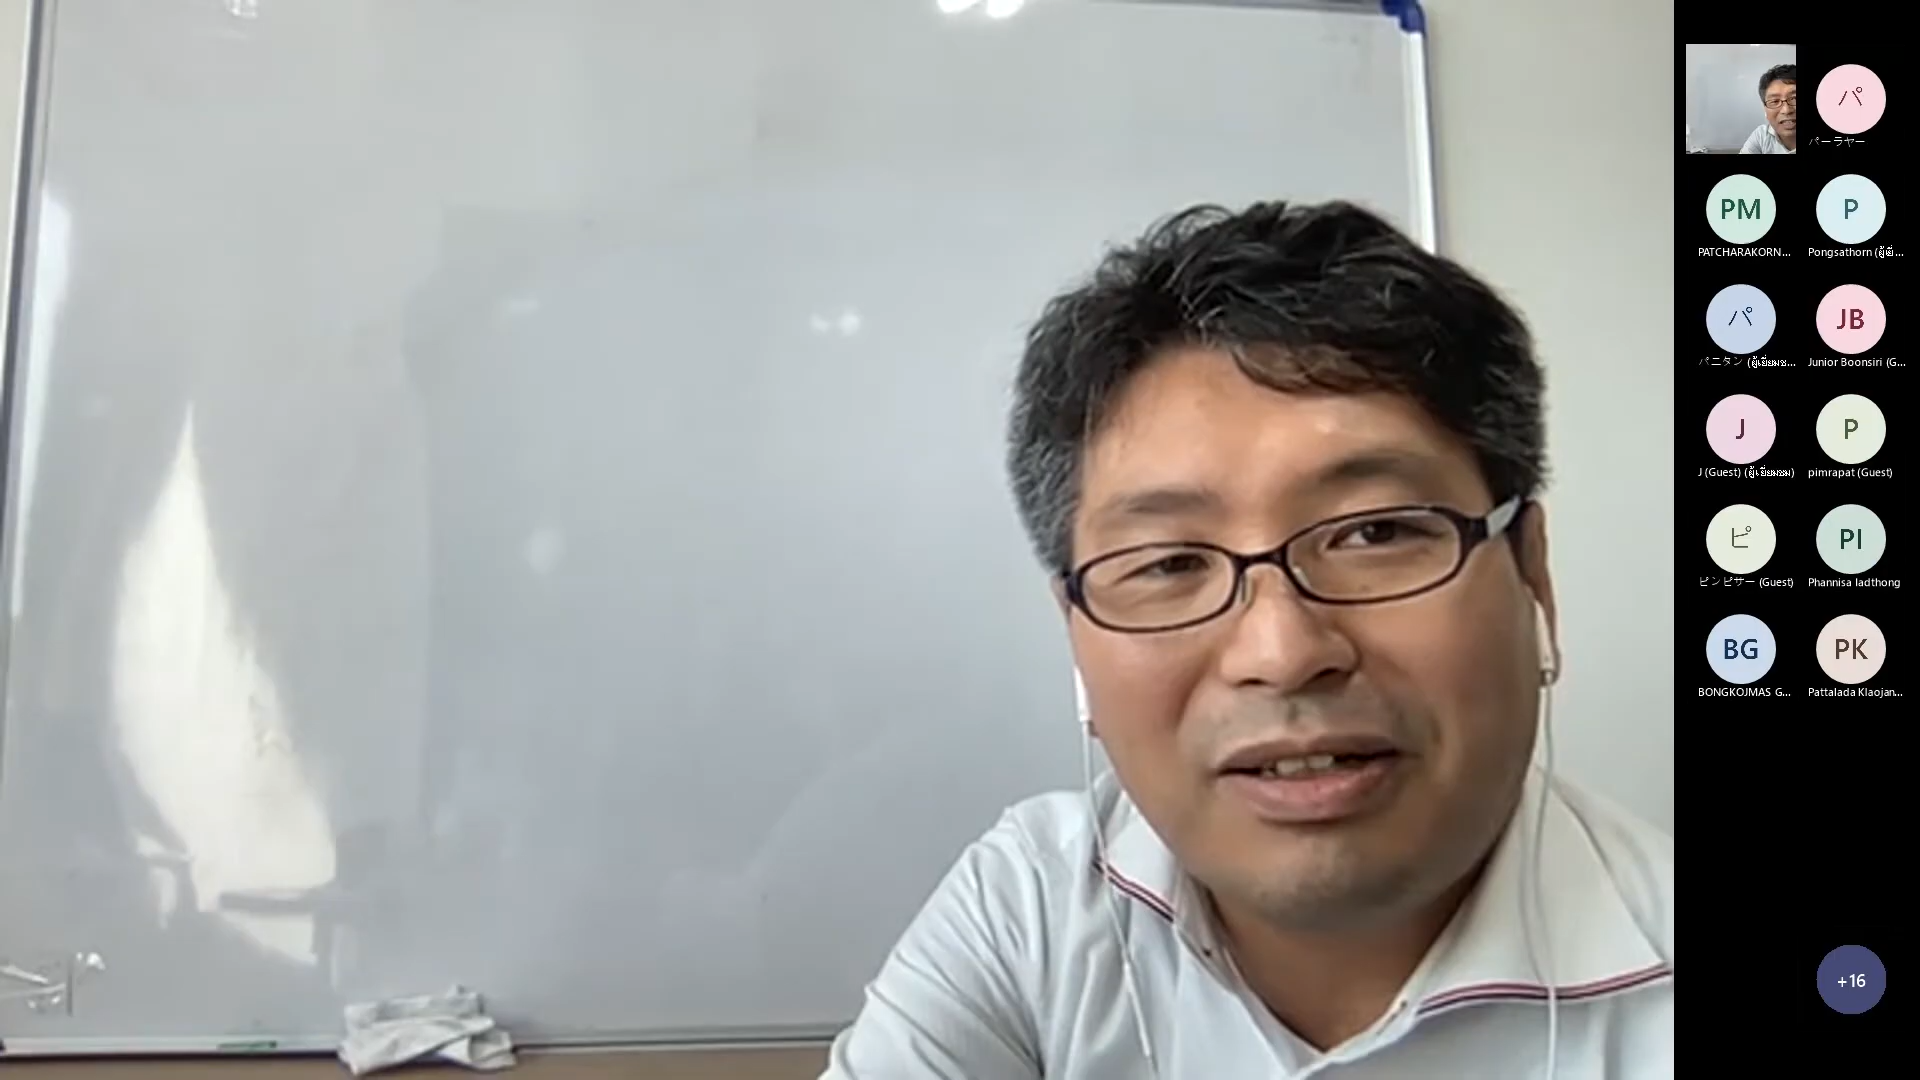 パ
パーラヤー
PM
PATCHARAKORN...
P
Pongsathorn (ผู้เยี่...
パ
パニタン (ผู้เยี่ยมช...
JB
Junior Boonsiri (G...
J
J (Guest) (ผู้เยี่ยมชม)
P
pimrapat (Guest)
ピ
ピンピサー (Guest)
PI
Phannisa Iadthong
BG
BONGKOJMAS G...
PK
Pattalada Klaojan...
+16